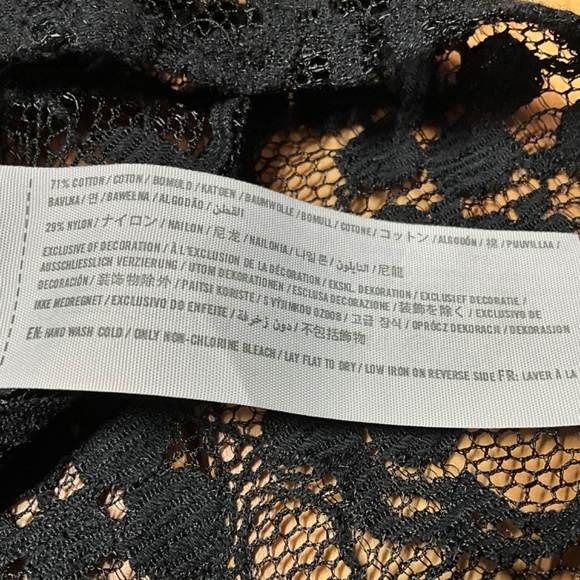 71% COTTON / COTON / BOMULD / KATOEN / BAUMWOLLE / BOMULL / COTONE / コットン / ALGODÓN / 棉 / PUUVILLAA /
BAVLNA / 면 / BAWEŁNA / ALGODÃO / القطن
29% NYLON / ナイロン / NAILON / 尼龙 / NAILONIA / 나일론 / النايلون / 尼龍
EXCLUSIVE OF DECORATION / À L'EXCLUSION DE LA DÉCORATION / EKSKL. DEKORATION / EXCLUSIEF DECORATIE /
AUSSCHLIESSLICH VERZIERUNG / UTOM DEKORATIONEN / ESCLUSA DECORAZIONE / 装飾を除く / EXCLUSIVO DE
DECORACIÓN / 装饰物除外 / PAITSI KORISTE / S VÝJIMKOU OZDOB / 고급 장식 / OPRÓCZ DEKORACJI / DEKORASJON
IKKE MEDREGNET / EXCLUSIVO DO ENFEITE / دون زخرفة / 不包括飾物
EN: HAND WASH COLD / ONLY NON-CHLORINE BLEACH / LAY FLAT TO DRY / LOW IRON ON REVERSE SIDE FR: LAVER À LA